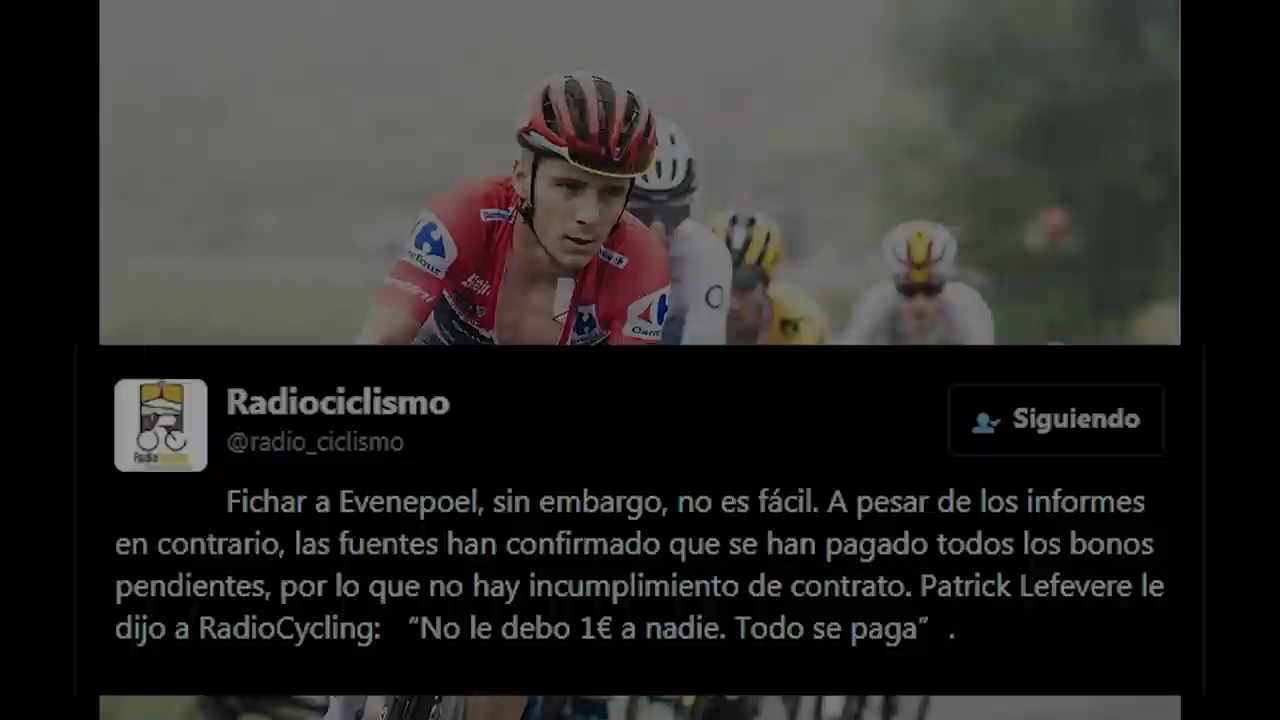 Radiociclismo
@radio_ciclismo
Siguiendo
Fichar a Evenepoel, sin embargo, no es fácil. A pesar de los informes
en contrario, las fuentes han confirmado que se han pagado todos los bonos
pendientes, por lo que no hay incumplimiento de contrato. Patrick Lefevere le
dijo a RadioCycling: “No le debo 1€ a nadie. Todo se paga” .